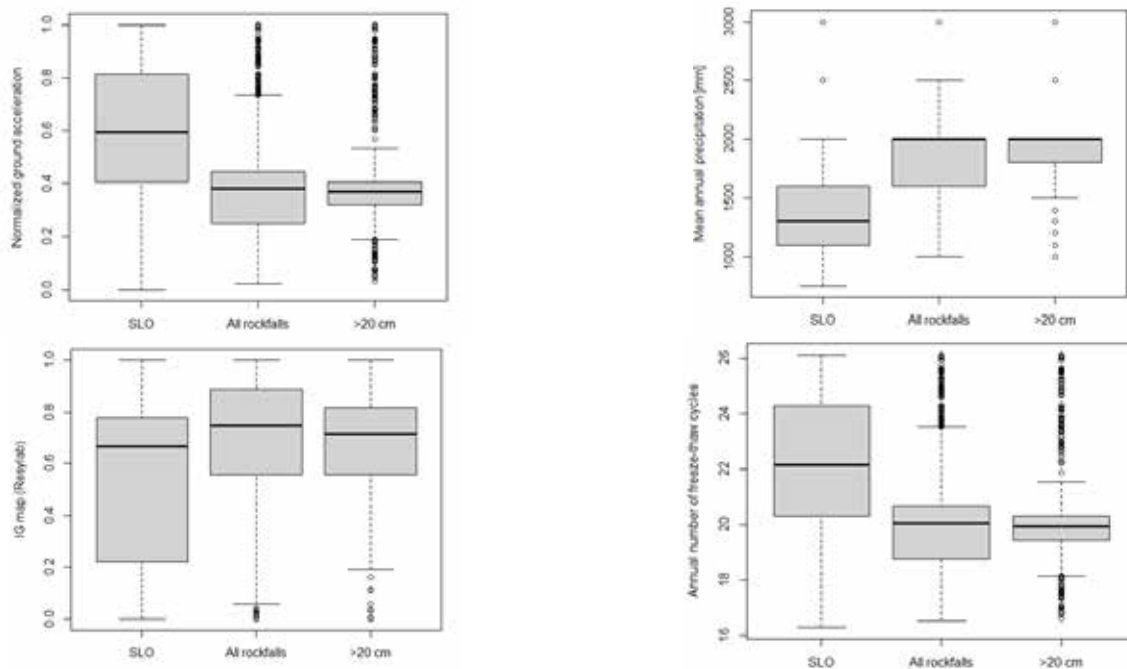 Normalized ground acceleration
0.0 0.2 0.4 0.6 0.8 1.0
SLO All rockfalls >20 cm
Mean annual precipitation [mm]
1000 1500 2000 2500 3000
SLO All rockfalls >20 cm
IG map (Resylab)
0.0 0.2 0.4 0.6 0.8 1.0
SLO All rockfalls >20 cm
Annual number of freeze-thaw cycles
16 18 20 22 24 26
SLO All rockfalls >20 cm